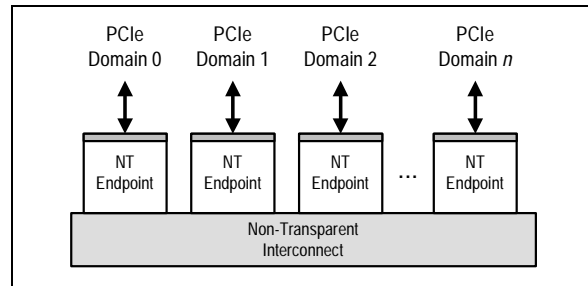 PCIe
Domain 0
PCIe
Domain 1
PCIe
Domain 2
PCIe
Domain n
NT
Endpoint
NT
Endpoint
NT
Endpoint
...
NT
Endpoint
Non-Transparent
Interconnect